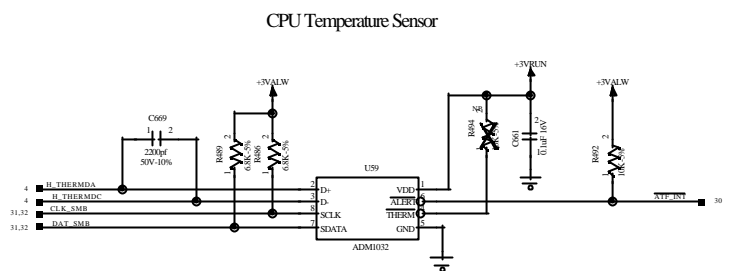 CPU Temperature Sensor
+3VRUN
+3VALW
+3VALW
C669
1 2
2200pf
50V-10%
R489
6.8K-5%
2
1
R486
6.8K-5%
2
1
NB
R494
2
C661
0.1uF 16V
2
1
R492
10K-5%
2
1
U59
4 H_THERMDA 2 D+ VDD 1
4 H_THERMDC 3 D- ALERT 6 ATF_INT 30
31,32 CLK_SMB 8 SCLK THERM
31,32 DAT_SMB 7 SDATA GND 5
ADM1032